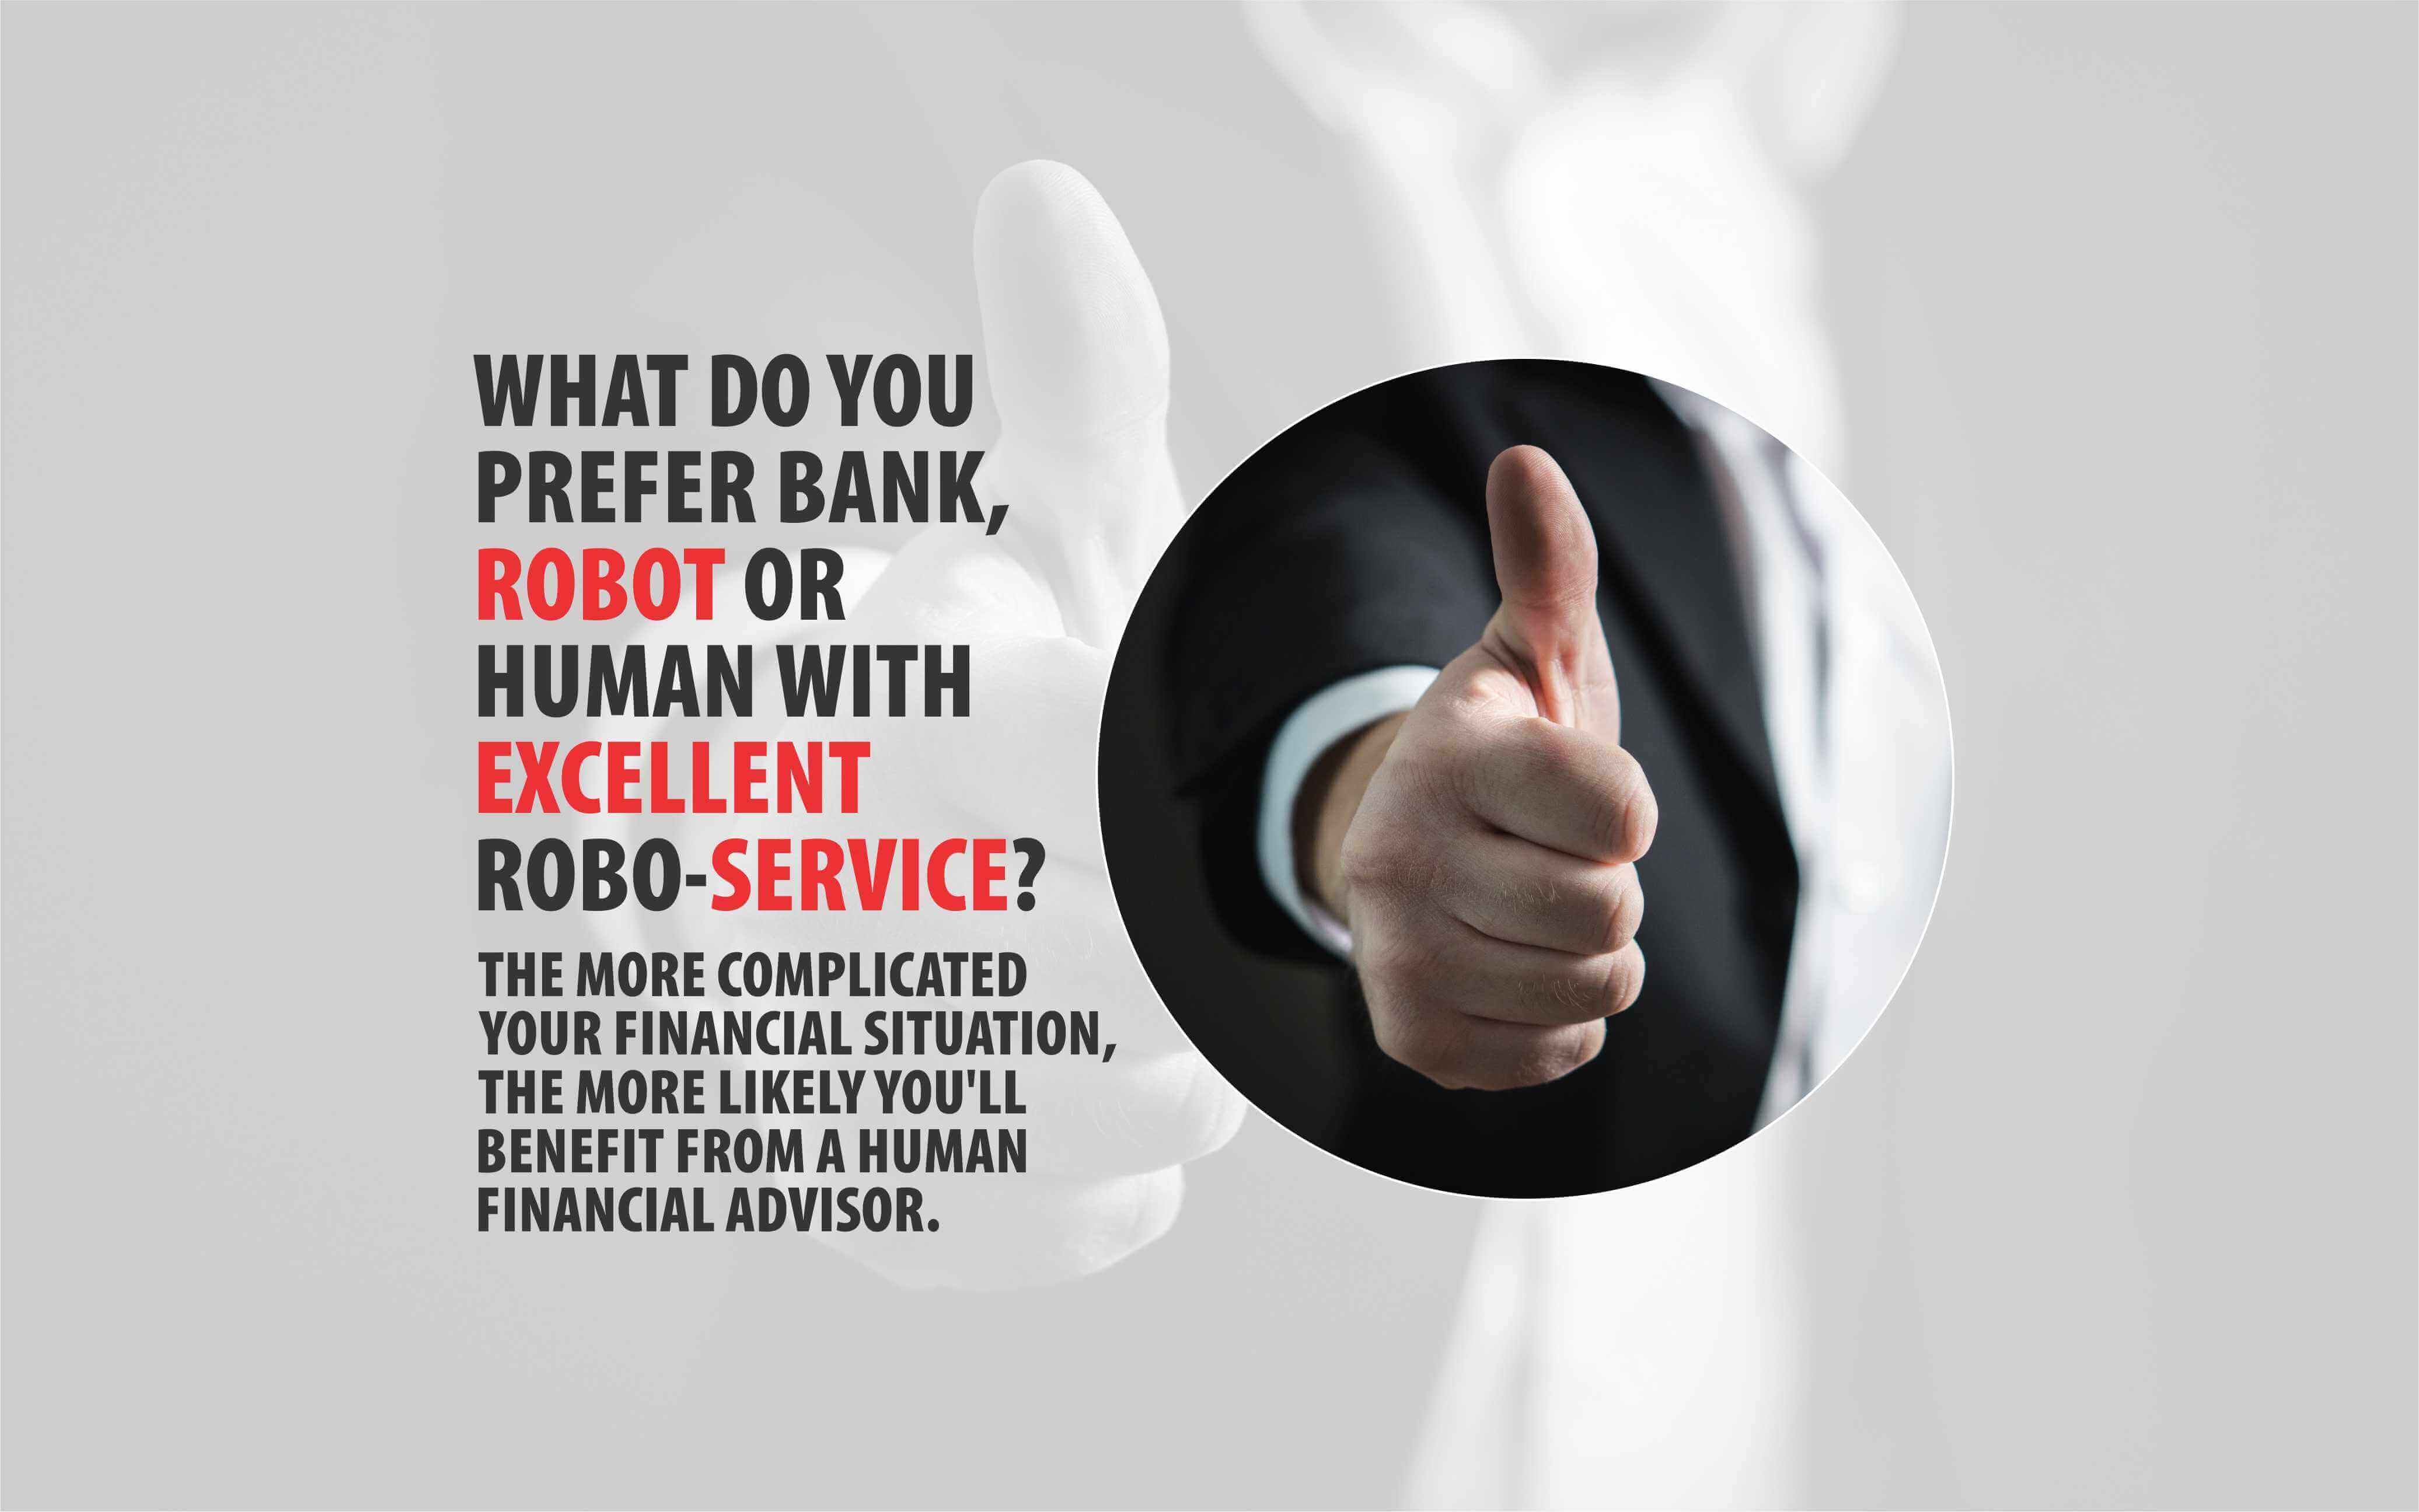 WHAT DO YOU
PREFER BANK,
ROBOT OR
HUMAN WITH
EXCELLENT
ROBO-SERVICE?
THE MORE COMPLICATED
YOUR FINANCIAL SITUATION,
THE MORE LIKELY YOU'LL
BENEFIT FROM A HUMAN
FINANCIAL ADVISOR.